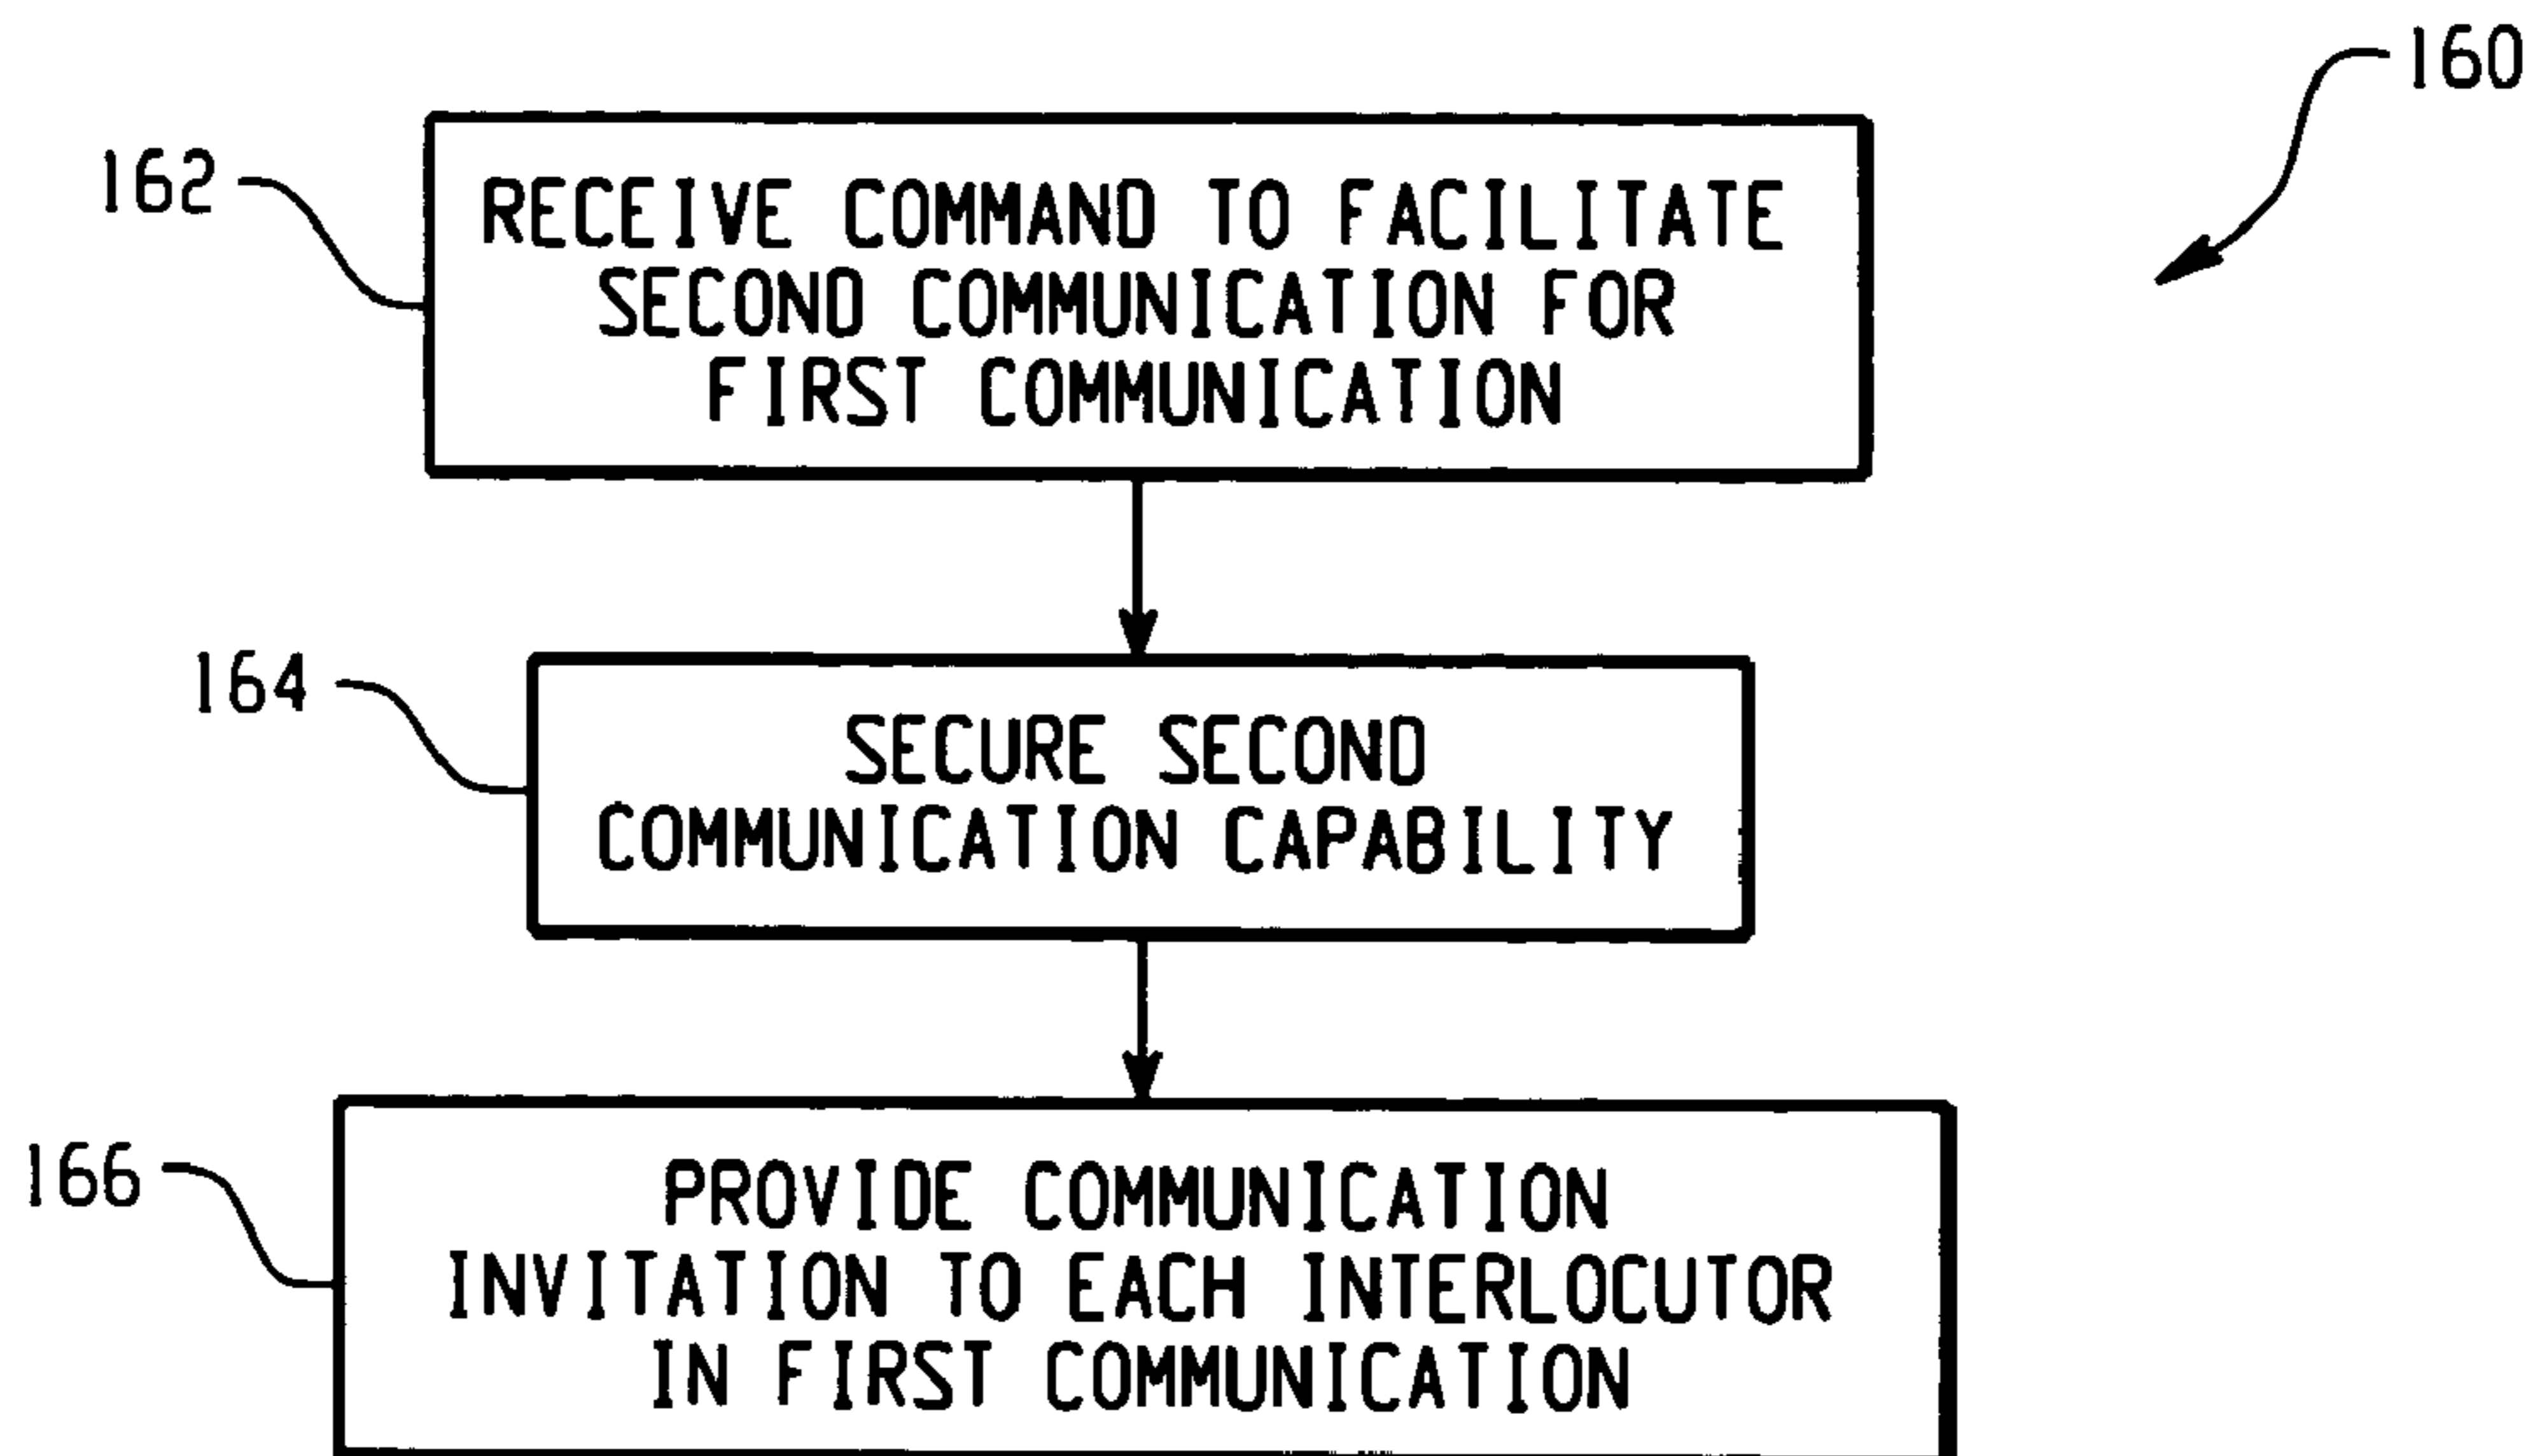 160
162
RECEIVE COMMAND TO FACILITATE
SECOND COMMUNICATION FOR
FIRST COMMUNICATION
164
SECURE SECOND
COMMUNICATION CAPABILITY
166
PROVIDE COMMUNICATION
INVITATION TO EACH INTERLOCUTOR
IN FIRST COMMUNICATION